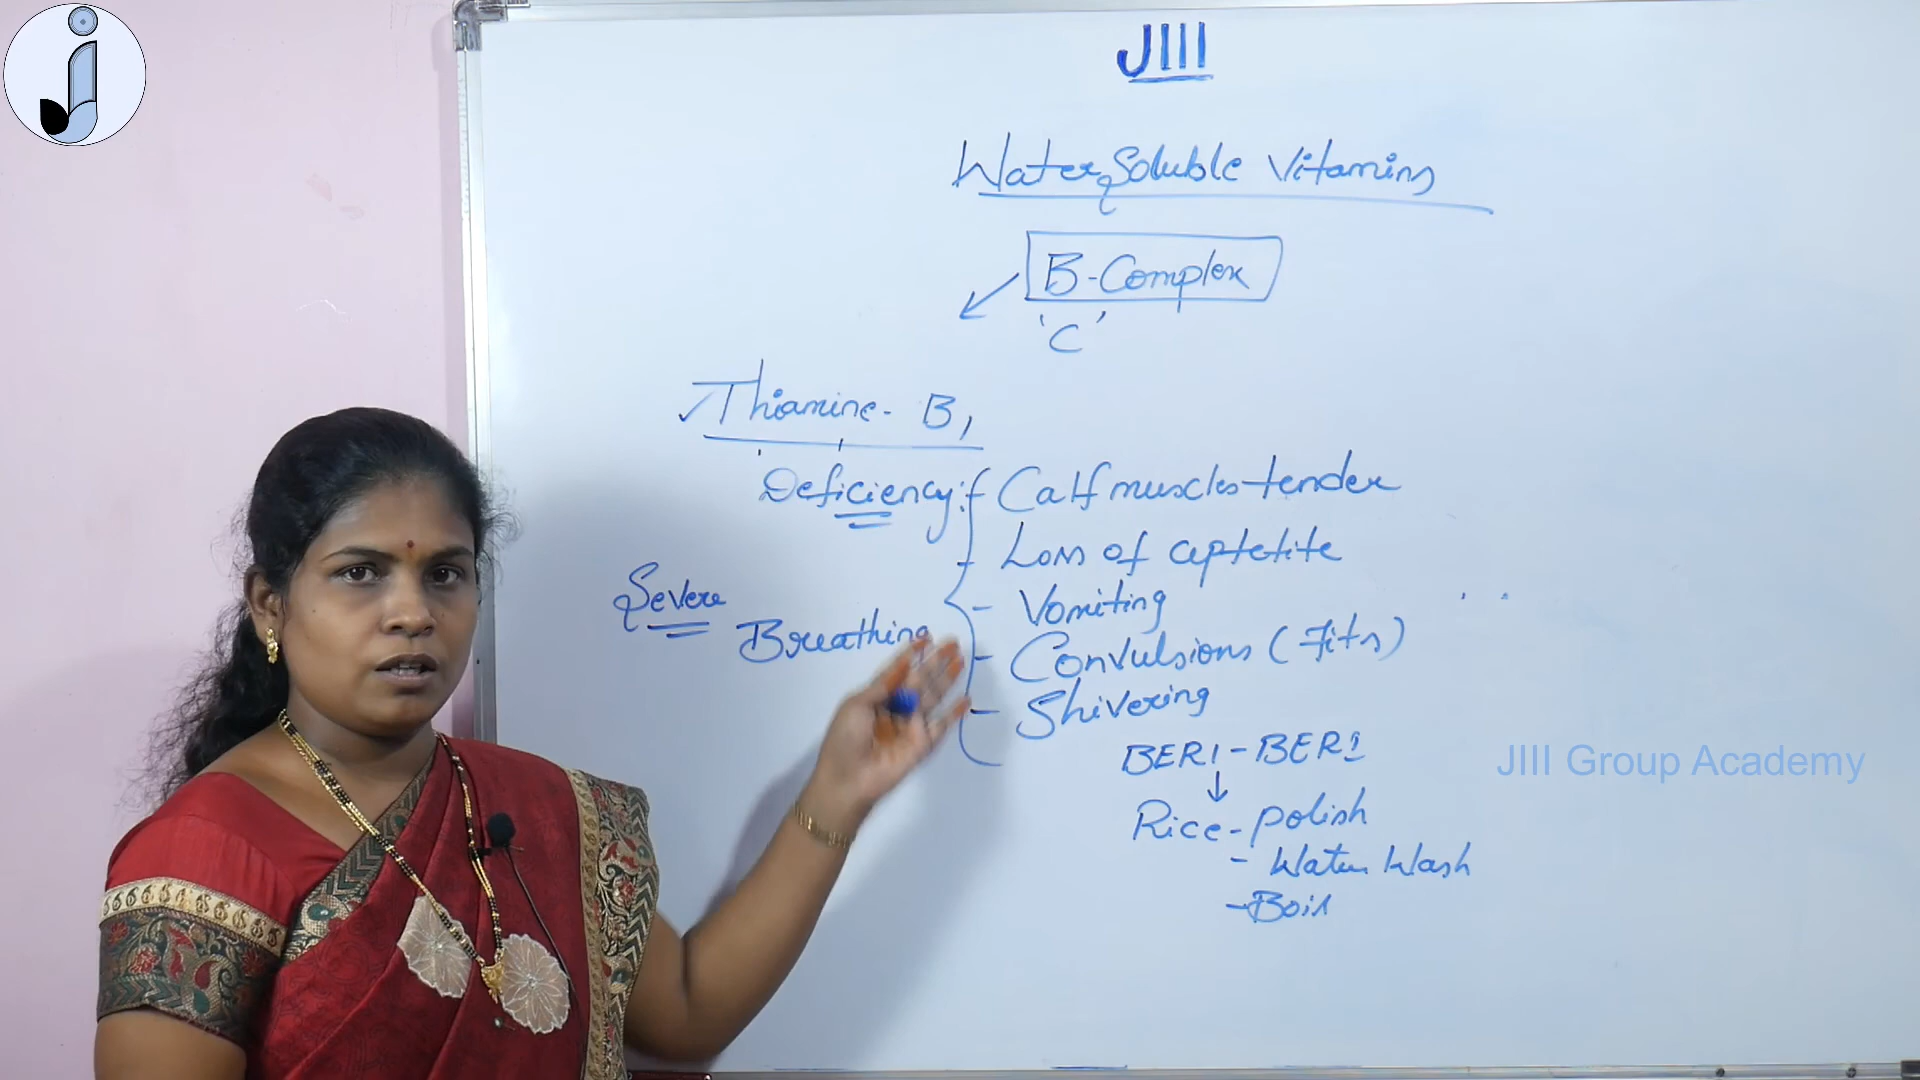 JIII
Water Soluble Vitamins
B-Complex
'C'
Thiamine- B1
Deficiency:- Calf muscles-tender
- Loss of aptetite
Severe
- Vomiting
Breathing
- Convulsions (Fits)
- Shivering
BERI-BERI
JIII Group Academy
Rice-polish
- Water Wash
-Boil